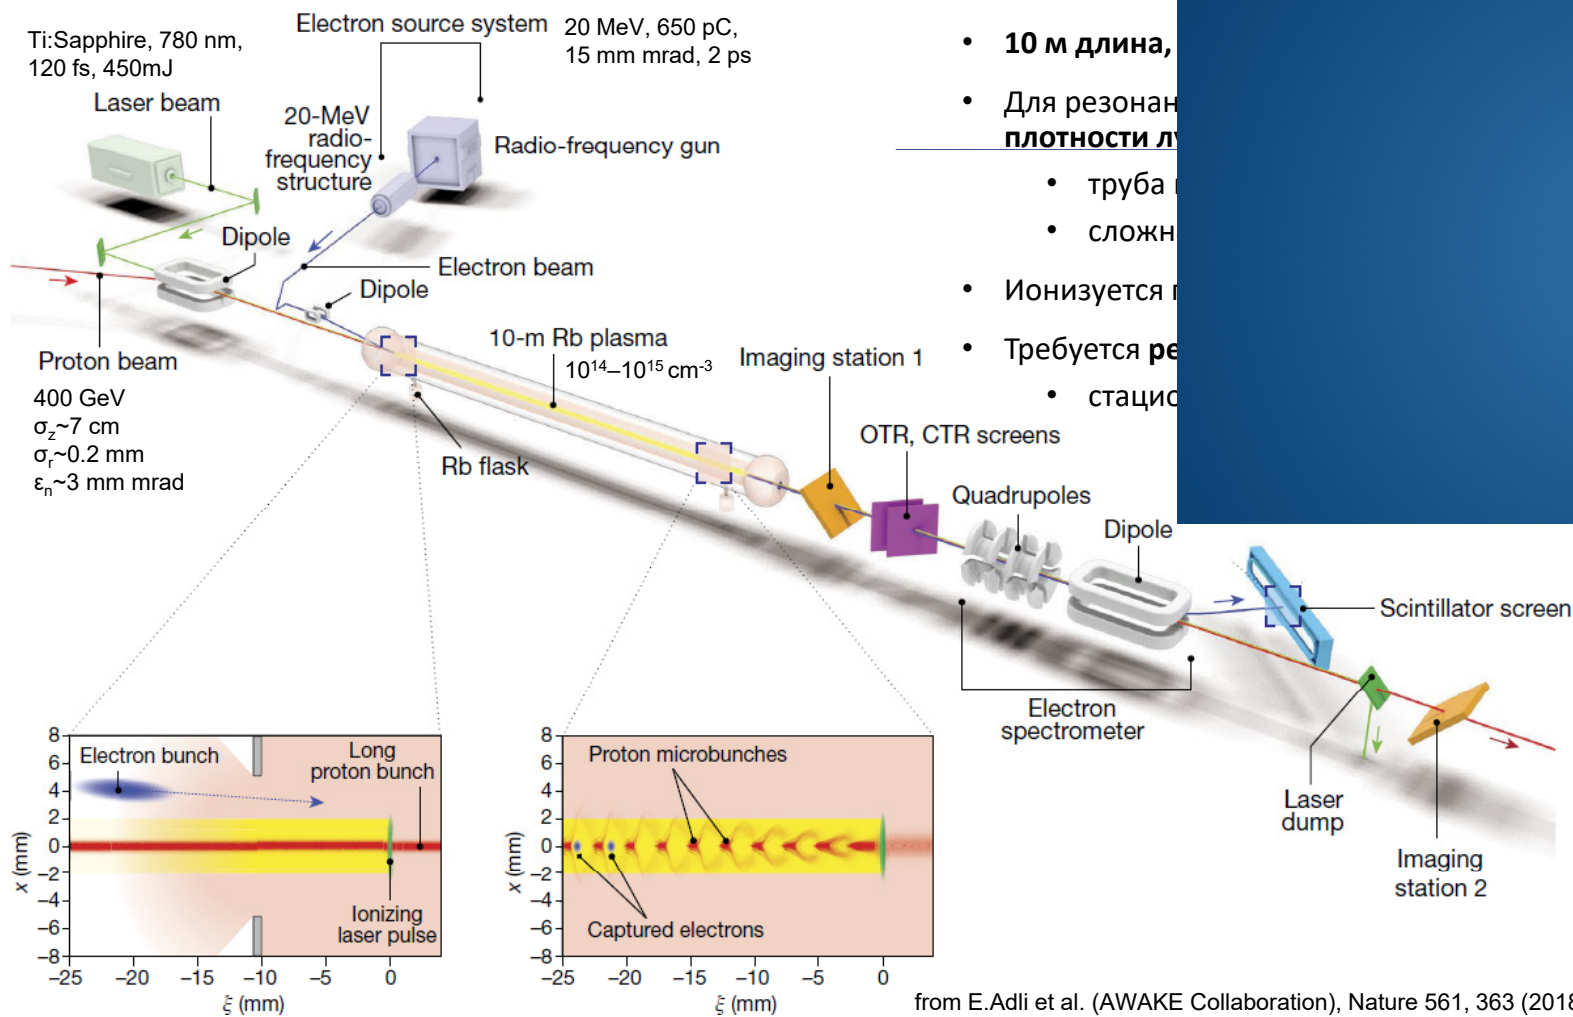 Electron source system
20 MeV, 650 pC,
15 mm mrad, 2 ps
Ti:Sapphire, 780 nm,
120 fs, 450mJ
Laser beam
20-MeV
radio-
frequency
structure
Radio-frequency gun
Dipole
Electron beam
Dipole
Proton beam
400 GeV
σz~7 cm
σr~0.2 mm
εn~3 mm mrad
10-m Rb plasma
10¹⁴–10¹⁵ cm-³
Rb flask
Imaging station 1
OTR, CTR screens
Quadrupoles
Dipole
Scintillator screen
Electron
spectrometer
Laser
dump
Imaging
station 2
• 10 м длина,
• Для
плотности
• труба
•
• Ионизуется
• Требуется
•
8
6
4
2
0
−2
−4
−6
−8
x (mm)
Electron bunch
Long
proton bunch
Ionizing
laser pulse
−25 −20 −15 −10 −5 0
ξ (mm)
8
6
4
2
0
−2
−4
−6
−8
x (mm)
Proton microbunches
Captured electrons
−25 −20 −15 −10 −5 0
ξ (mm)
from E.Adli et al. (AWAKE Collaboration), Nature 561, 363 (2018